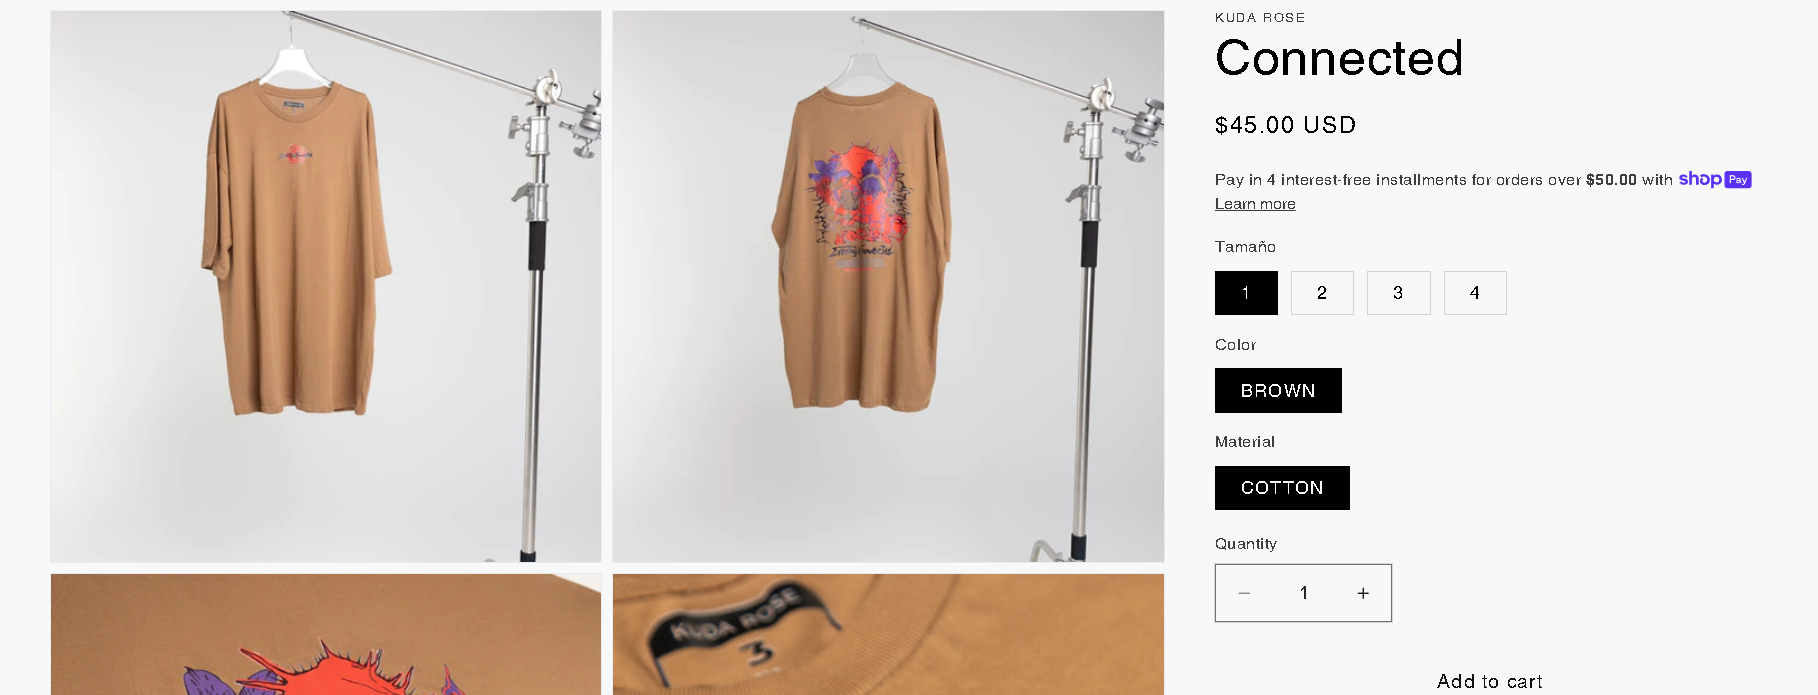 KUDA ROSE
Connected
$45.00 USD
Pay in 4 interest-free installments for orders over $50.00 with shop Pay
Learn more
Tamaño
1 2 3 4
Color
BROWN
Material
COTTON
Quantity
− 1 +
Add to cart
KUDA ROSE
3